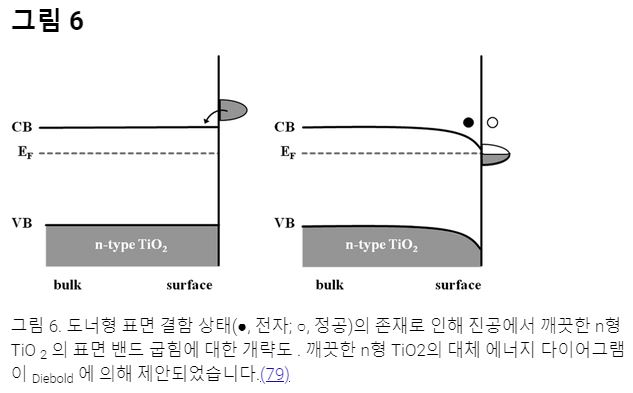 그림 6
CB
E_F
VB
n-type TiO₂
bulk surface
CB
E_F
VB
n-type TiO₂
bulk surface
그림 6. 도너형 표면 결함 상태(●, 전자; ○, 정공)의 존재로 인해 진공에서 깨끗한 n형
TiO ₂ 의 표면 밴드 굽힘에 대한 개략도 . 깨끗한 n형 TiO2의 대체 에너지 다이어그램
이 Diebold 에 의해 제안되었습니다.(79)